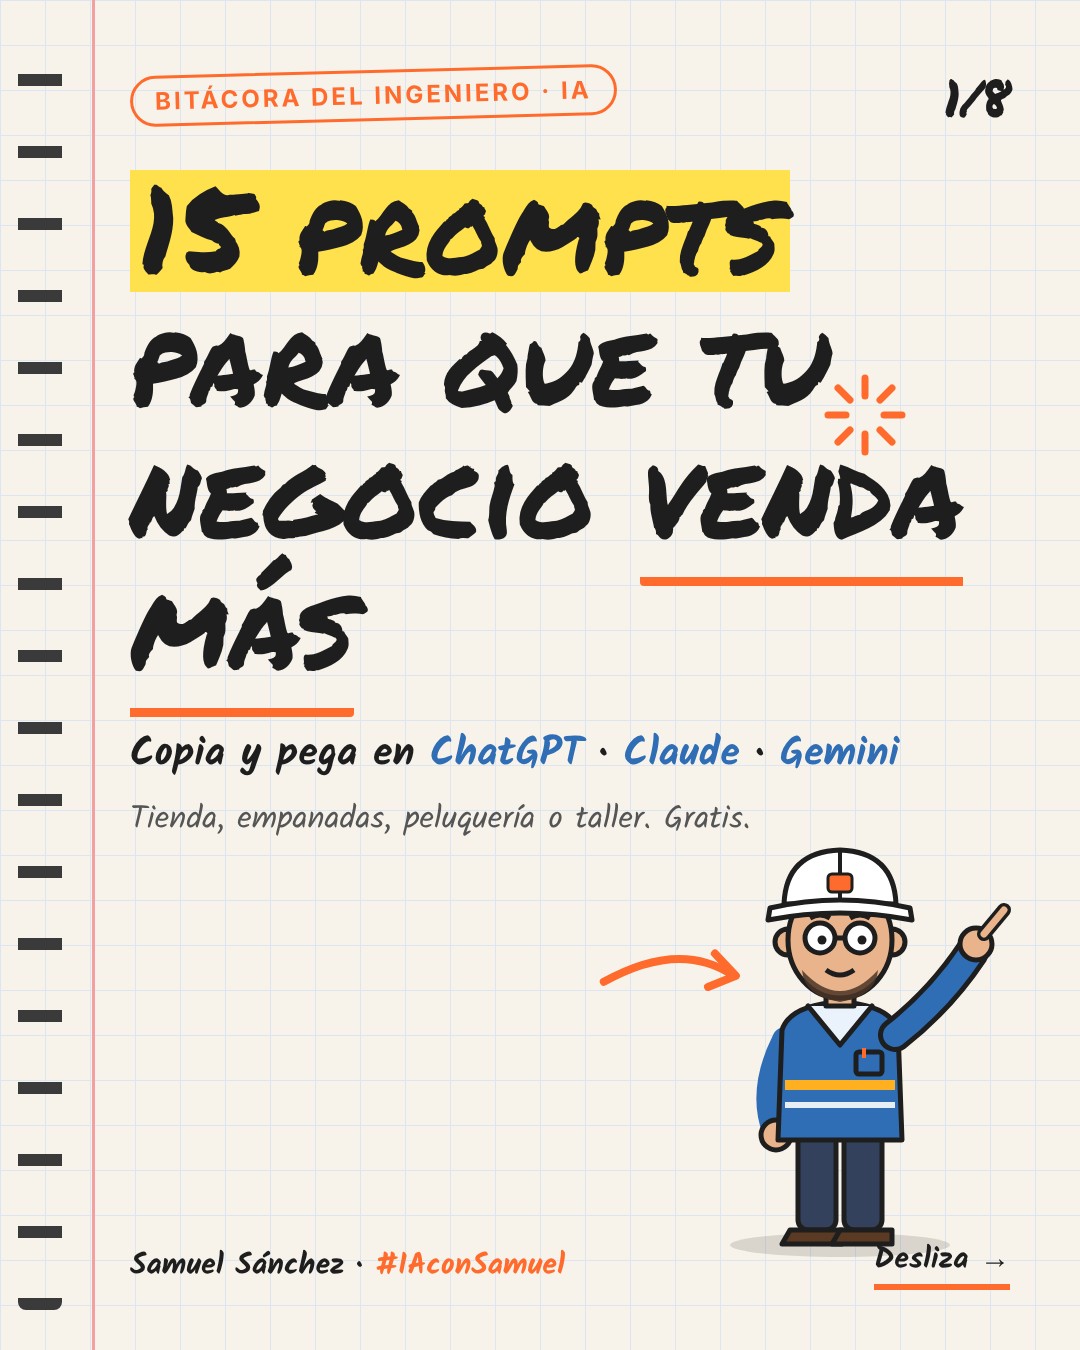 BITÁCORA DEL INGENIERO · IA
1/8
15 PROMPTS
PARA QUE TU
NEGOCIO VENDA
MÁS
Copia y pega en ChatGPT · Claude · Gemini
Tienda, empanadas, peluquería o taller. Gratis.
Samuel Sánchez · #IAconSamuel
Desliza →